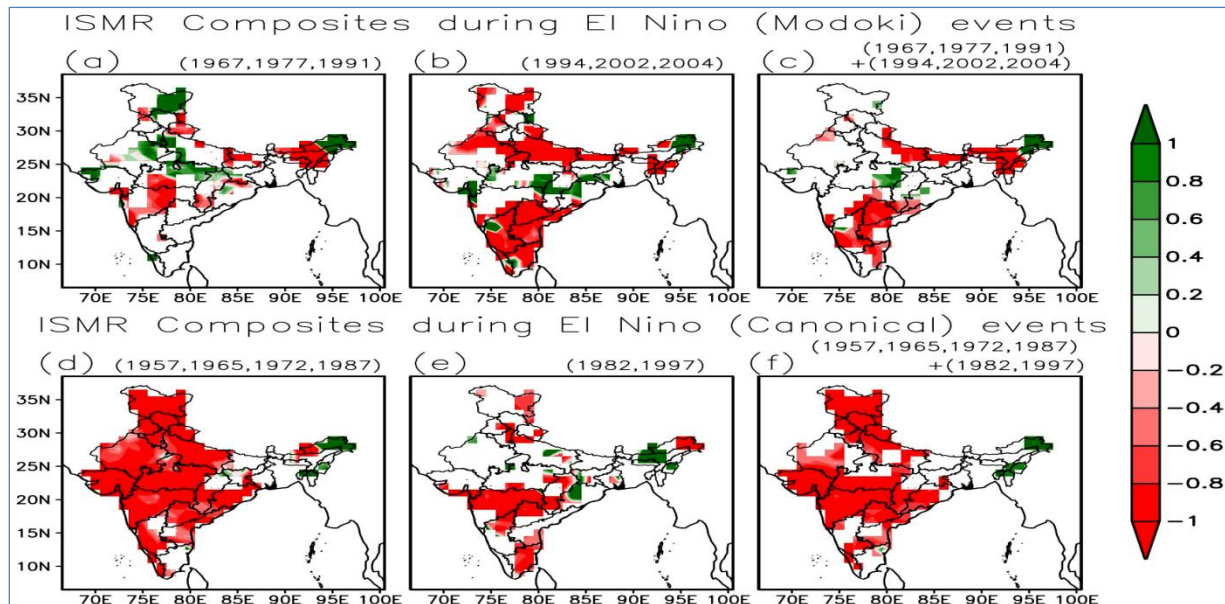 ISMR Composites during El Nino (Modoki) events
(a) (1967,1977,1991)
(b) (1994,2002,2004)
(c) (1967,1977,1991)
+(1994,2002,2004)
35N
30N
25N
20N
15N
10N
70E 75E 80E 85E 90E 95E 100E
70E 75E 80E 85E 90E 95E 100E
70E 75E 80E 85E 90E 95E 100E
ISMR Composites during El Nino (Canonical) events
(d) (1957,1965,1972,1987)
(e) (1982,1997)
(f) (1957,1965,1972,1987)
+(1982,1997)
35N
30N
25N
20N
15N
10N
70E 75E 80E 85E 90E 95E 100E
70E 75E 80E 85E 90E 95E 100E
70E 75E 80E 85E 90E 95E 100E
1
0.8
0.6
0.4
0.2
0
−0.2
−0.4
−0.6
−0.8
−1